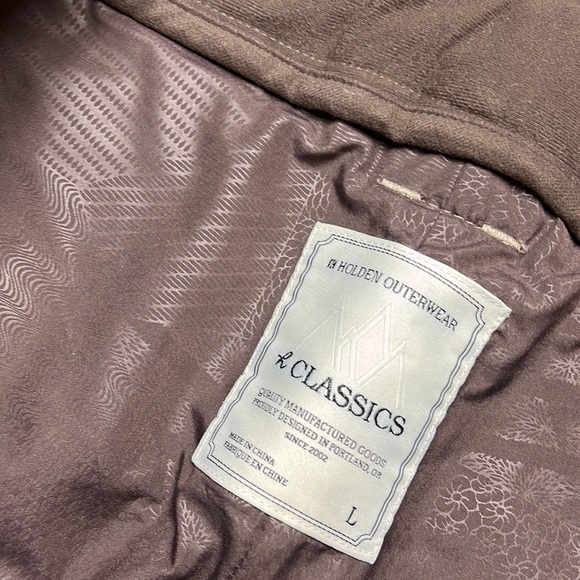 HOLDEN OUTERWEAR
h CLASSICS
QUALITY MANUFACTURED GOODS
PROUDLY DESIGNED IN PORTLAND, OR
SINCE 2002
MADE IN CHINA
FABRIQUE EN CHINE
L